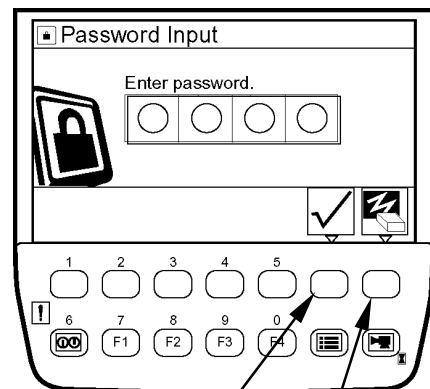 Password Input
Enter password.
1 2 3 4 5
6 7 8 9 0
F1 F2 F3 F4